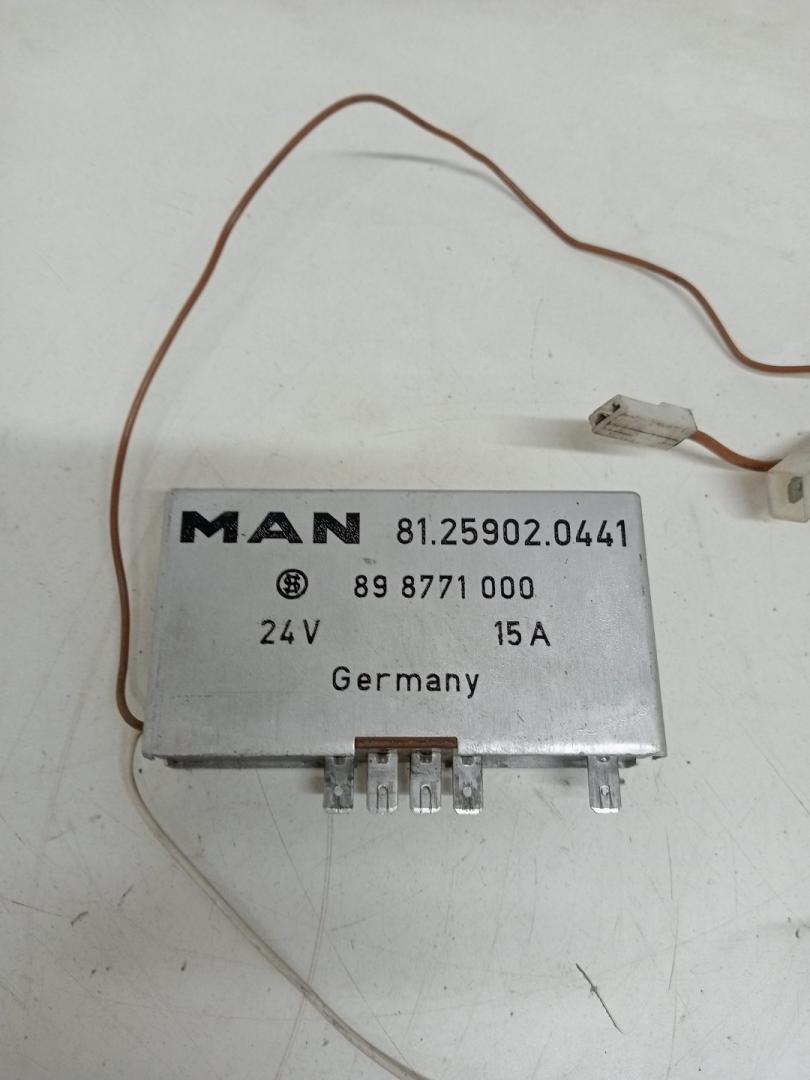 MAN 81.25902.0441
89 8771 000
24V 15A
Germany